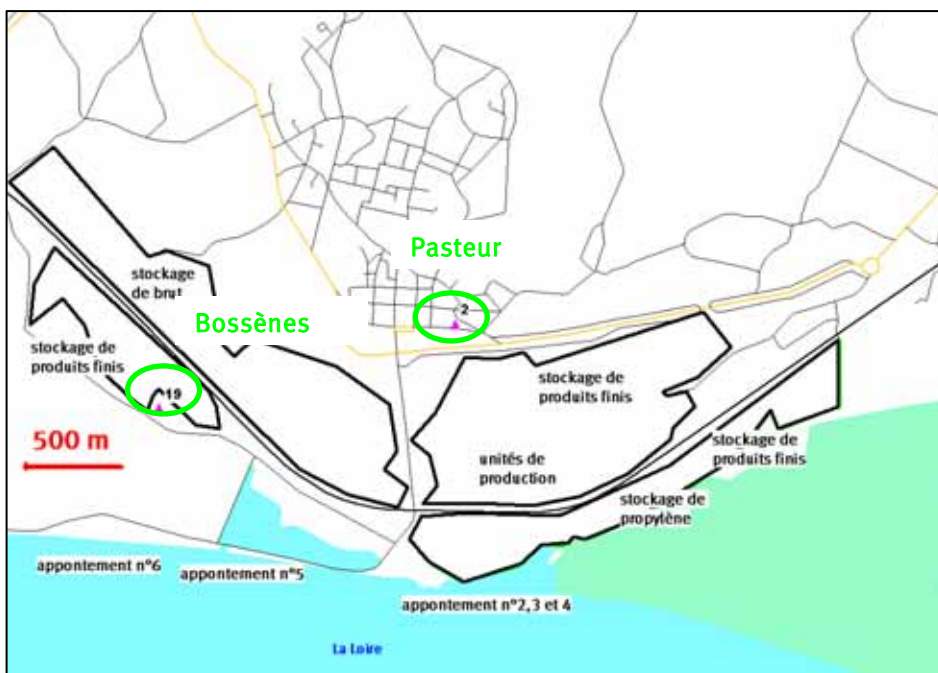 Pasteur
2
stockage
de brut
Bossènes
stockage de
produits finis
19
500 m
stockage de
produits finis
unités de
production
stockage de
produits finis
stockage de
propylène
appontement n°6
appontement n°5
appontement n°2,3 et 4
La Loire